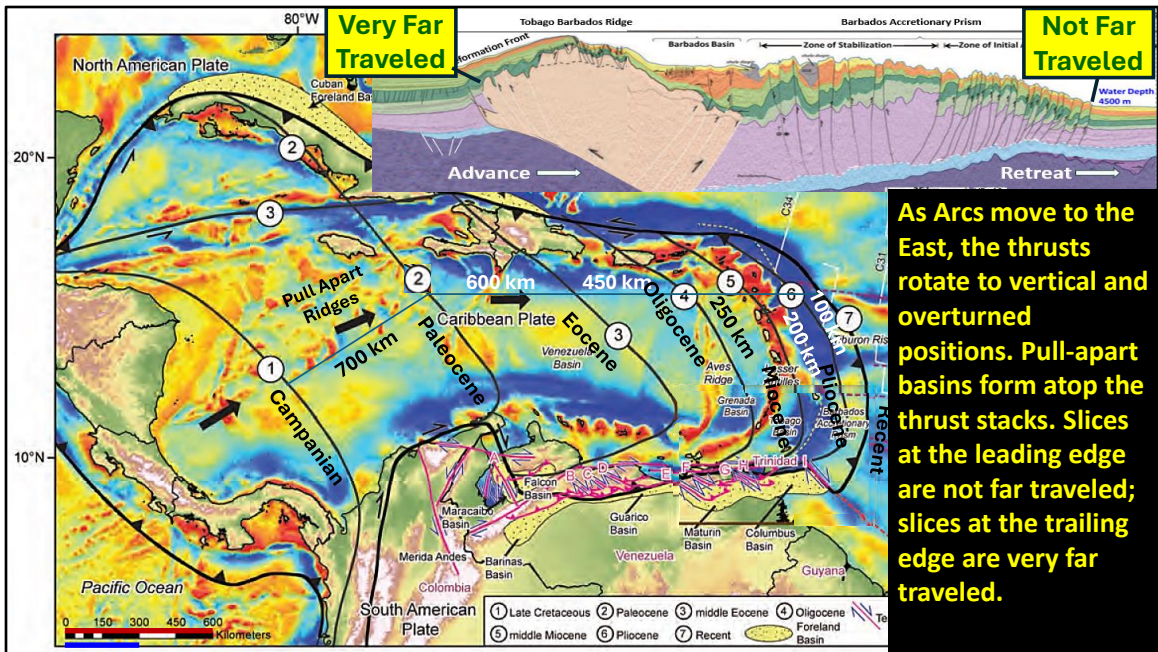 80°W
Very Far
Traveled
Tobago Barbados Ridge
Barbados Accretionary Prism
Not Far
Traveled
Barbados Basin
Zone of Stabilization
Zone of Initial
Water Depth
4500 m
Advance
Retreat
North American Plate
Cuban
Foreland
20°N
2
3
C34
C31
Pull Apart
Ridges
2
600 km
450 km
Oligocene
4
5
6
100 km
7
Caribbean Plate
Eocene
3
250 km
200 km
700 km
Paleocene
Venezuela
Basin
Aves
Ridge
Miocene
Pliocene
1
Campanian
Grenada
Basin
Recent
10°N
A
B
C
D
E
F
G
H
Trinidad
I
Falcon
Basin
Maracaibo
Basin
Guarico
Basin
Maturin
Basin
Columbus
Basin
Merida Andes
Barinas
Basin
Venezuela
Guyana
Colombia
Pacific Ocean
South American
Plate
0 150 300 450 600
Kilometers
1 Late Cretaceous 2 Paleocene 3 middle Eocene 4 Oligocene
5 middle Miocene 6 Pliocene 7 Recent Foreland
Basin
As Arcs move to the
East, the thrusts
rotate to vertical and
overturned
positions. Pull-apart
basins form atop the
thrust stacks. Slices
at the leading edge
are not far traveled;
slices at the trailing
edge are very far
traveled.